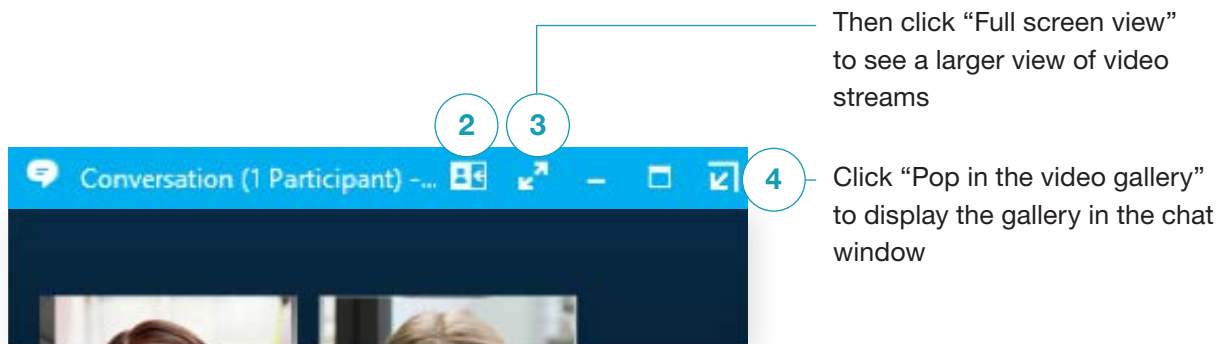 Then click “Full screen view”
to see a larger view of video
streams
2
3
Conversation (1 Participant) -...
4
Click “Pop in the video gallery”
to display the gallery in the chat
window